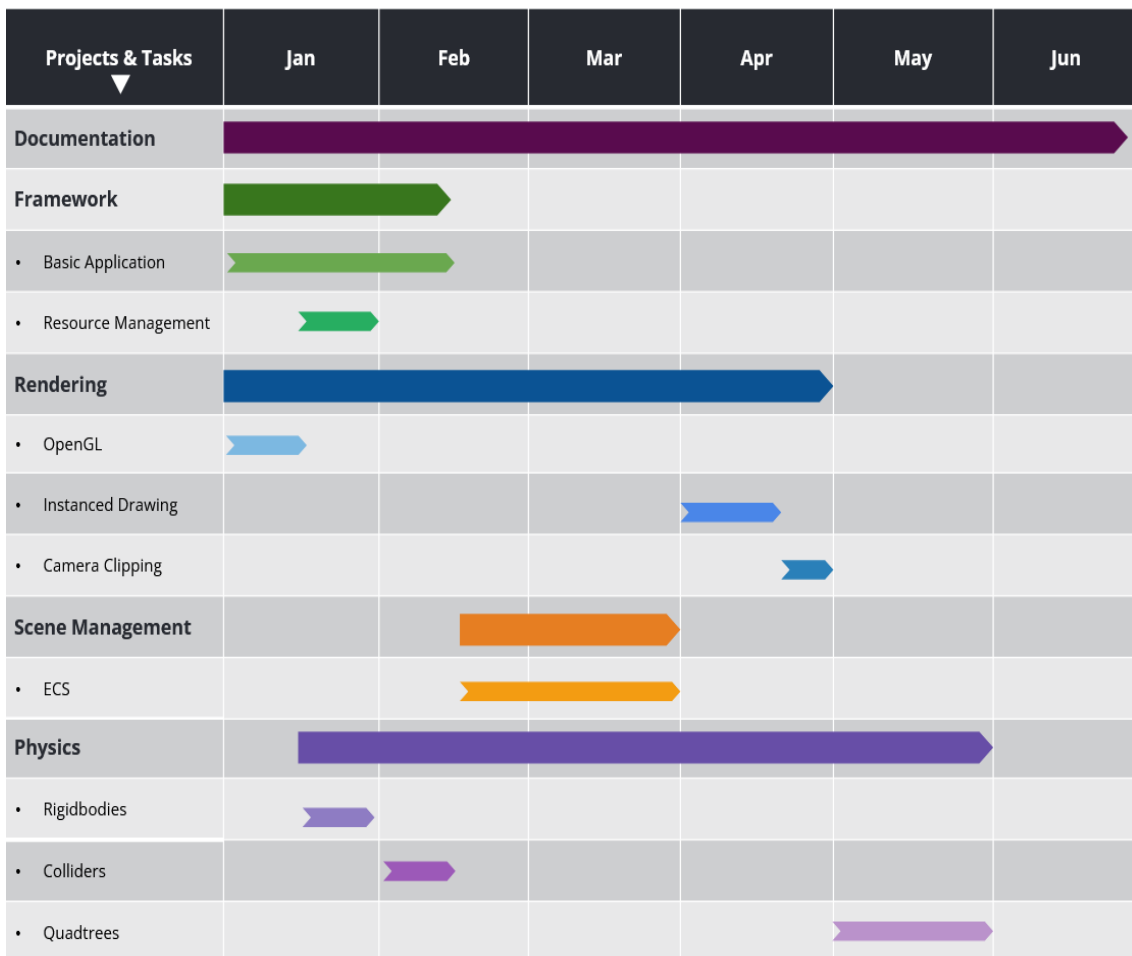 Projects & Tasks Jan Feb Mar Apr May Jun
Documentation
Framework
• Basic Application
• Resource Management
Rendering
• OpenGL
• Instanced Drawing
• Camera Clipping
Scene Management
• ECS
Physics
• Rigidbodies
• Colliders
• Quadtrees